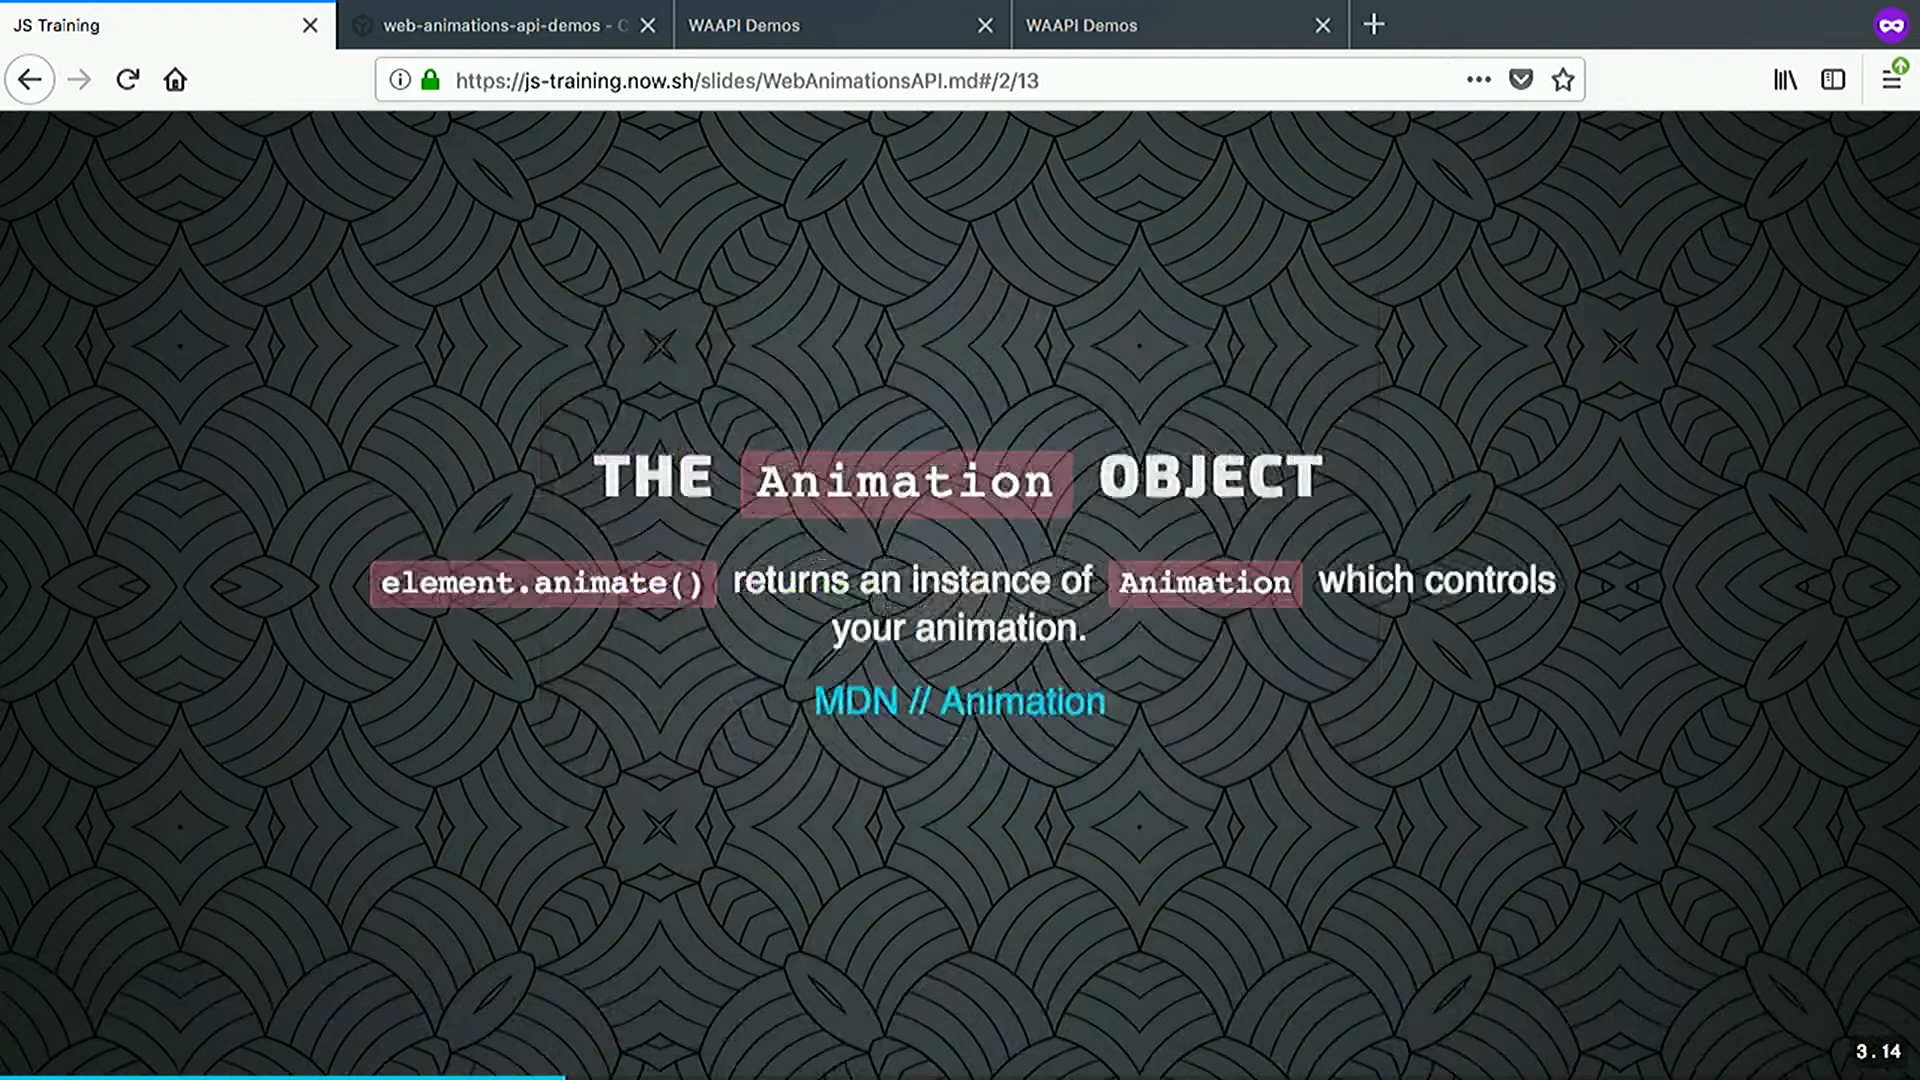 JS Training
web-animations-api-demos -
WAAPI Demos
WAAPI Demos
https://js-training.now.sh/slides/WebAnimationsAPI.md#/2/13
THE Animation OBJECT
element.animate() returns an instance of Animation which controls
your animation.
MDN // Animation
3.14